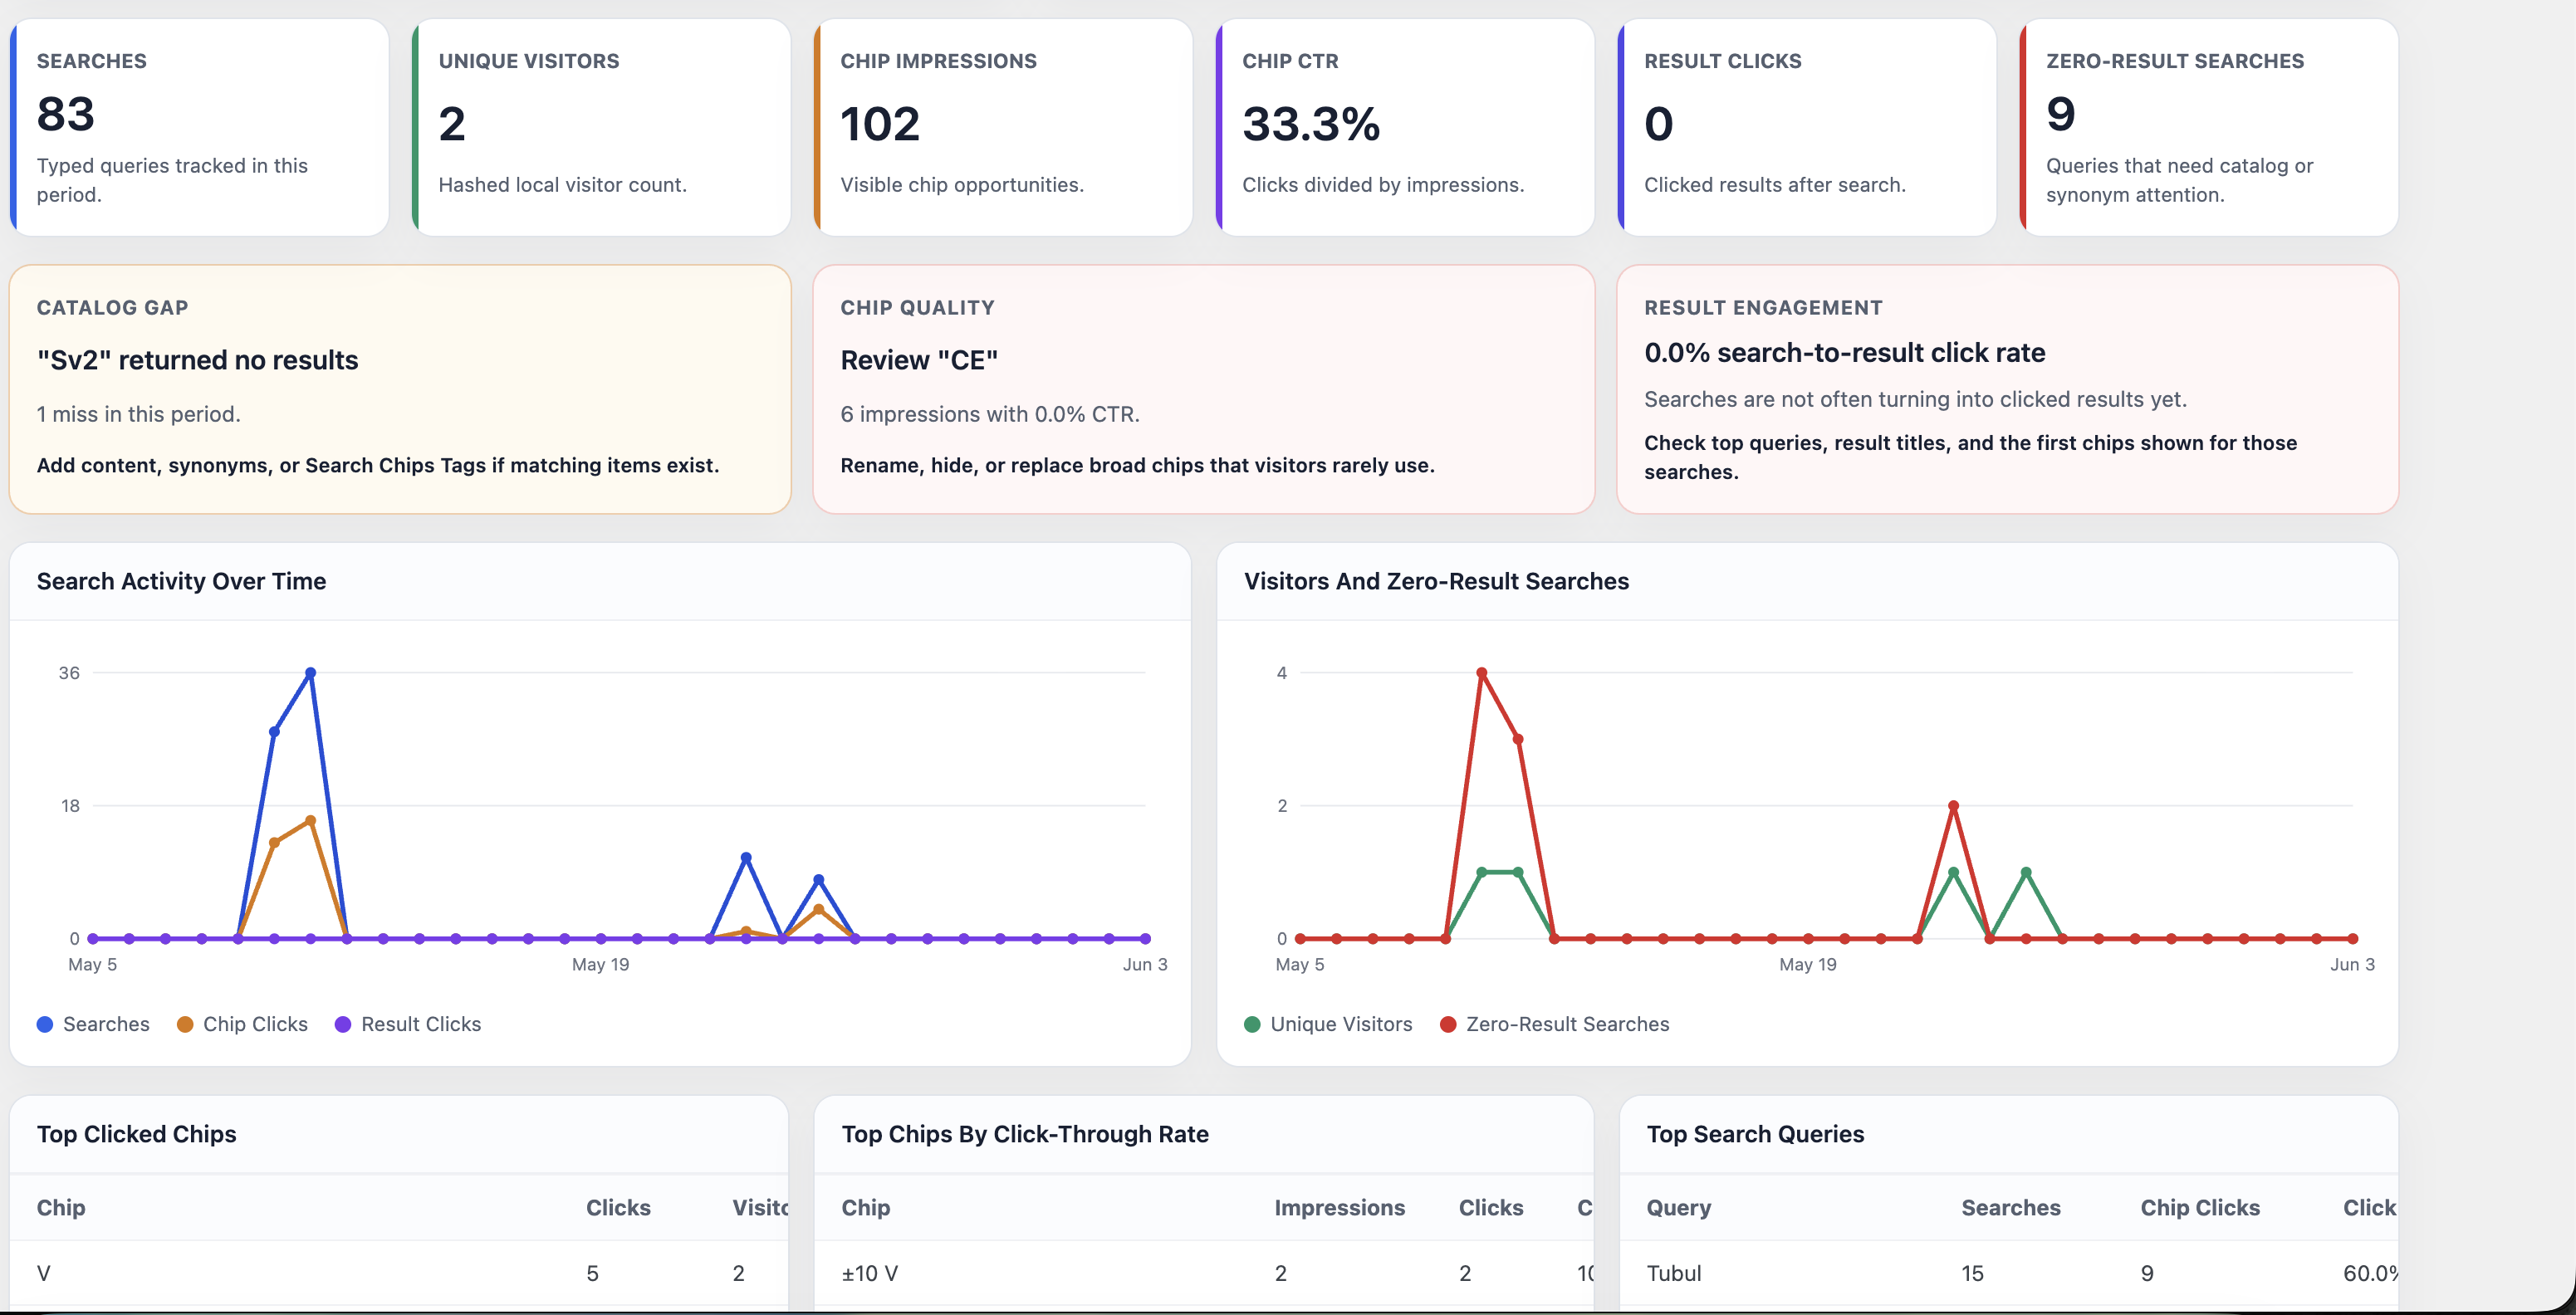 SEARCHES
83
Typed queries tracked in this
period.
UNIQUE VISITORS
2
Hashed local visitor count.
CHIP IMPRESSIONS
102
Visible chip opportunities.
CHIP CTR
33.3%
Clicks divided by impressions.
RESULT CLICKS
0
Clicked results after search.
ZERO-RESULT SEARCHES
9
Queries that need catalog or
synonym attention.
CATALOG GAP
"Sv2" returned no results
1 miss in this period.
Add content, synonyms, or Search Chips Tags if matching items exist.
CHIP QUALITY
Review "CE"
6 impressions with 0.0% CTR.
Rename, hide, or replace broad chips that visitors rarely use.
RESULT ENGAGEMENT
0.0% search-to-result click rate
Searches are not often turning into clicked results yet.
Check top queries, result titles, and the first chips shown for those
searches.
Search Activity Over Time
36
18
0
May 5 May 19 Jun 3
Searches Chip Clicks Result Clicks
Visitors And Zero-Result Searches
4
2
0
May 5 May 19 Jun 3
Unique Visitors Zero-Result Searches
Top Clicked Chips
Chip Clicks
V 5 2
Top Chips By Click-Through Rate
Chip Impressions Clicks
±10 V 2 2
Top Search Queries
Query Searches Chip Clicks Click
Tubul 15 9 60.0%